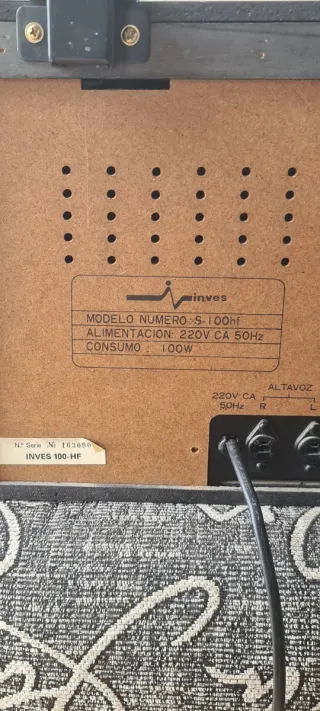 inves
MODELO NUMERO: S-100hf
ALIMENTACION: 220V CA 50Hz
CONSUMO : 100W
ALTAVOZ
220V CA
50Hz R L
N.º Serie № 163090
INVES 100-HF